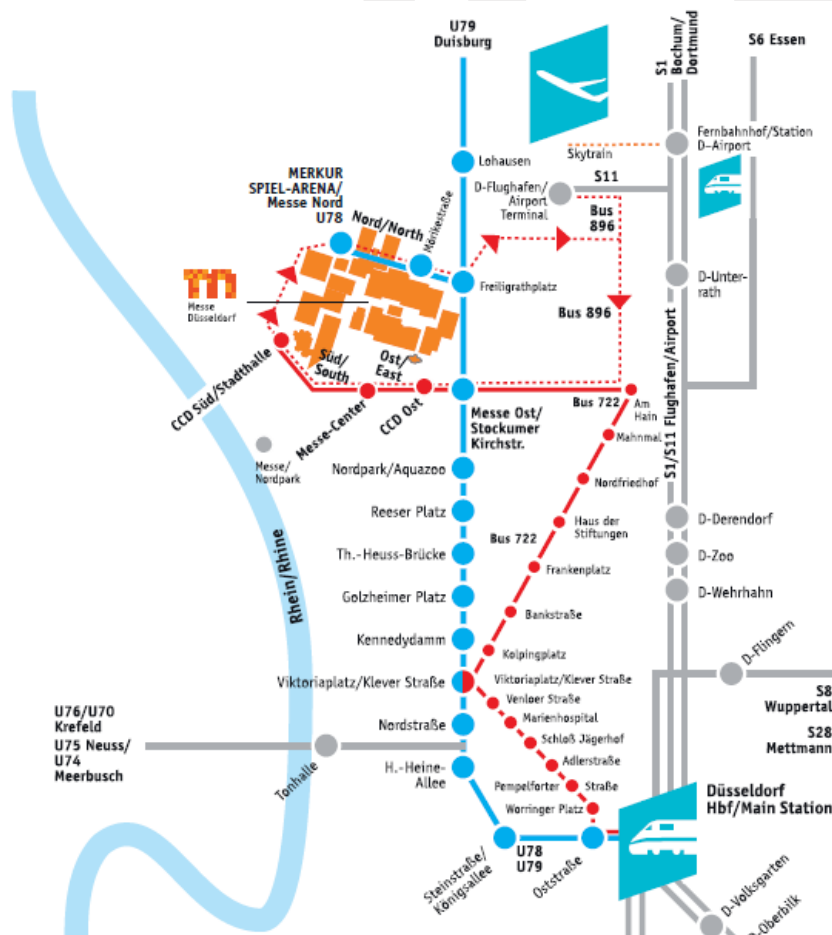 U79
Duisburg
S1
Bochum/
Dortmund
S6 Essen
Fernbahnhof/Station
D-Airport
Skytrain
Lohausen
D-Flughafen/
Airport
Terminal
S11
Bus
896
MERKUR
SPIEL-ARENA/
Messe Nord
U78
Nord/North
Mörikestraße
Freiligrathplatz
D-Unter-
rath
Messe
Düsseldorf
Bus 896
S1/S11 Flughafen/Airport
CCD Süd/Stadthalle
Süd/
South
Ost/
East
Messe-Center
CCD Ost
Messe Ost/
Stockumer
Kirchstr.
Bus 722
Am
Hain
Mahnmal
Messe/
Nordpark
Nordpark/Aquazoo
Nordfriedhof
Reeser Platz
Haus der
Stiftungen
D-Derendorf
Bus 722
Th.-Heuss-Brücke
Frankenplatz
D-Zoo
Rhein/Rhine
Golzheimer Platz
Bankstraße
D-Wehrhahn
Kennedydamm
Kolpingplatz
D-Flingern
Viktoriaplatz/Klever Straße
Viktoriaplatz/Klever Straße
Venloer Straße
S8
Wuppertal
U76/U70
Krefeld
U75 Neuss/
U74
Meerbusch
Nordstraße
Marienhospital
Schloß Jägerhof
S28
Mettmann
Tonhalle
H.-Heine-
Allee
Adlerstraße
Pempelforter Straße
Worringer Platz
Düsseldorf
Hbf/Main Station
Steinstraße/
Königsallee
U78
U79
Oststraße
D-Volksgarten
D-Oberbilk